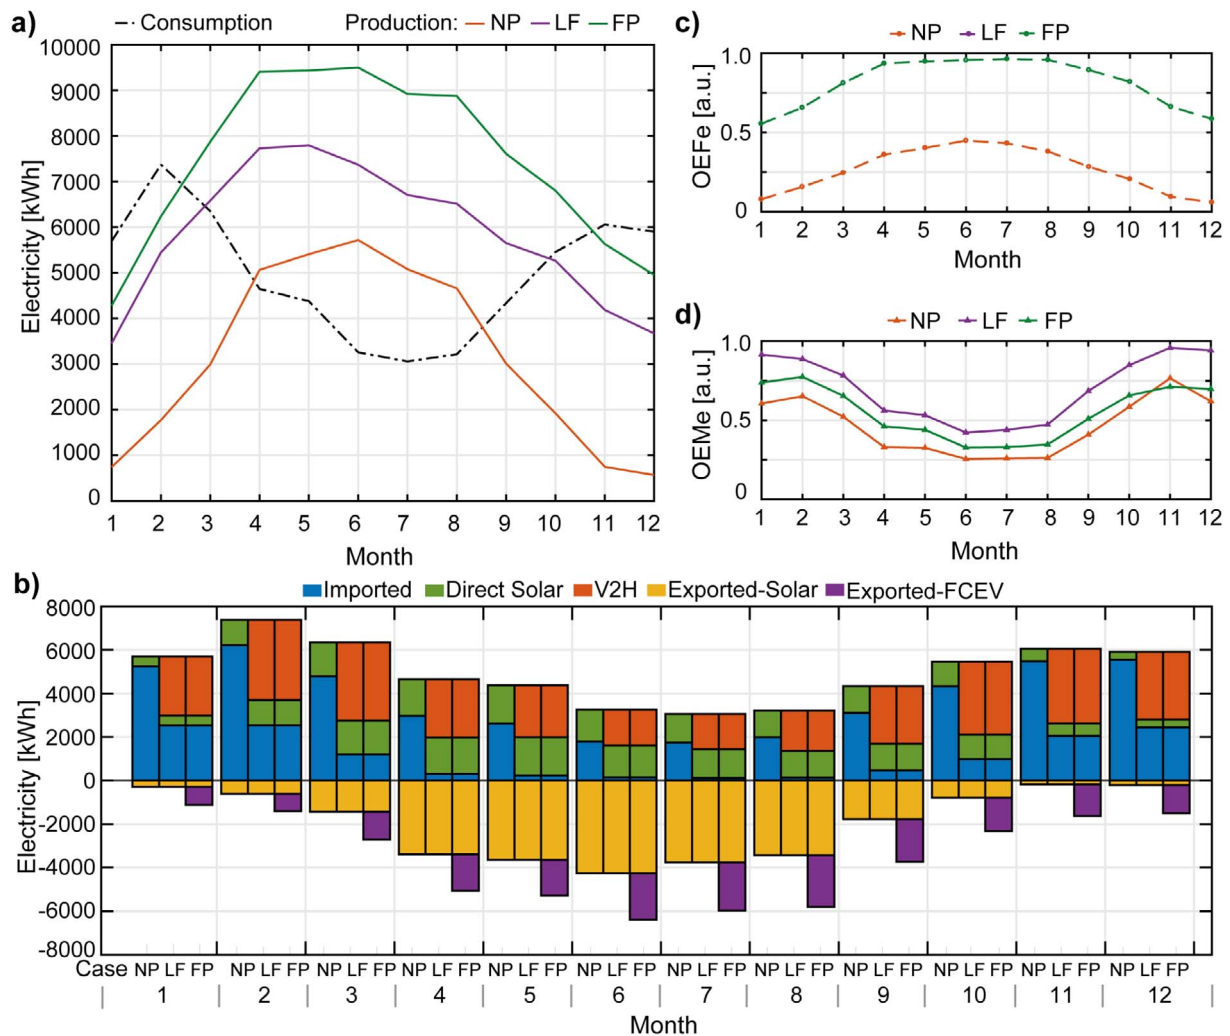 a)
Consumption Production: NP LF FP
Electricity [kWh]
10000
9000
8000
7000
6000
5000
4000
3000
2000
1000
0
1 2 3 4 5 6 7 8 9 10 11 12
Month
c)
NP LF FP
OEFe [a.u.]
1.0
0.5
0
1 2 3 4 5 6 7 8 9 10 11 12
Month
d)
NP LF FP
OEMe [a.u.]
1.0
0.5
0
1 2 3 4 5 6 7 8 9 10 11 12
Month
b)
Imported Direct Solar V2H Exported-Solar Exported-FCEV
Electricity [kWh]
8000
6000
4000
2000
0
-2000
-4000
-6000
-8000
Case NP LF FP NP LF FP NP LF FP NP LF FP NP LF FP NP LF FP NP LF FP NP LF FP NP LF FP NP LF FP NP LF FP NP LF FP
| 1 | 2 | 3 | 4 | 5 | 6 | 7 | 8 | 9 | 10 | 11 | 12 |
Month